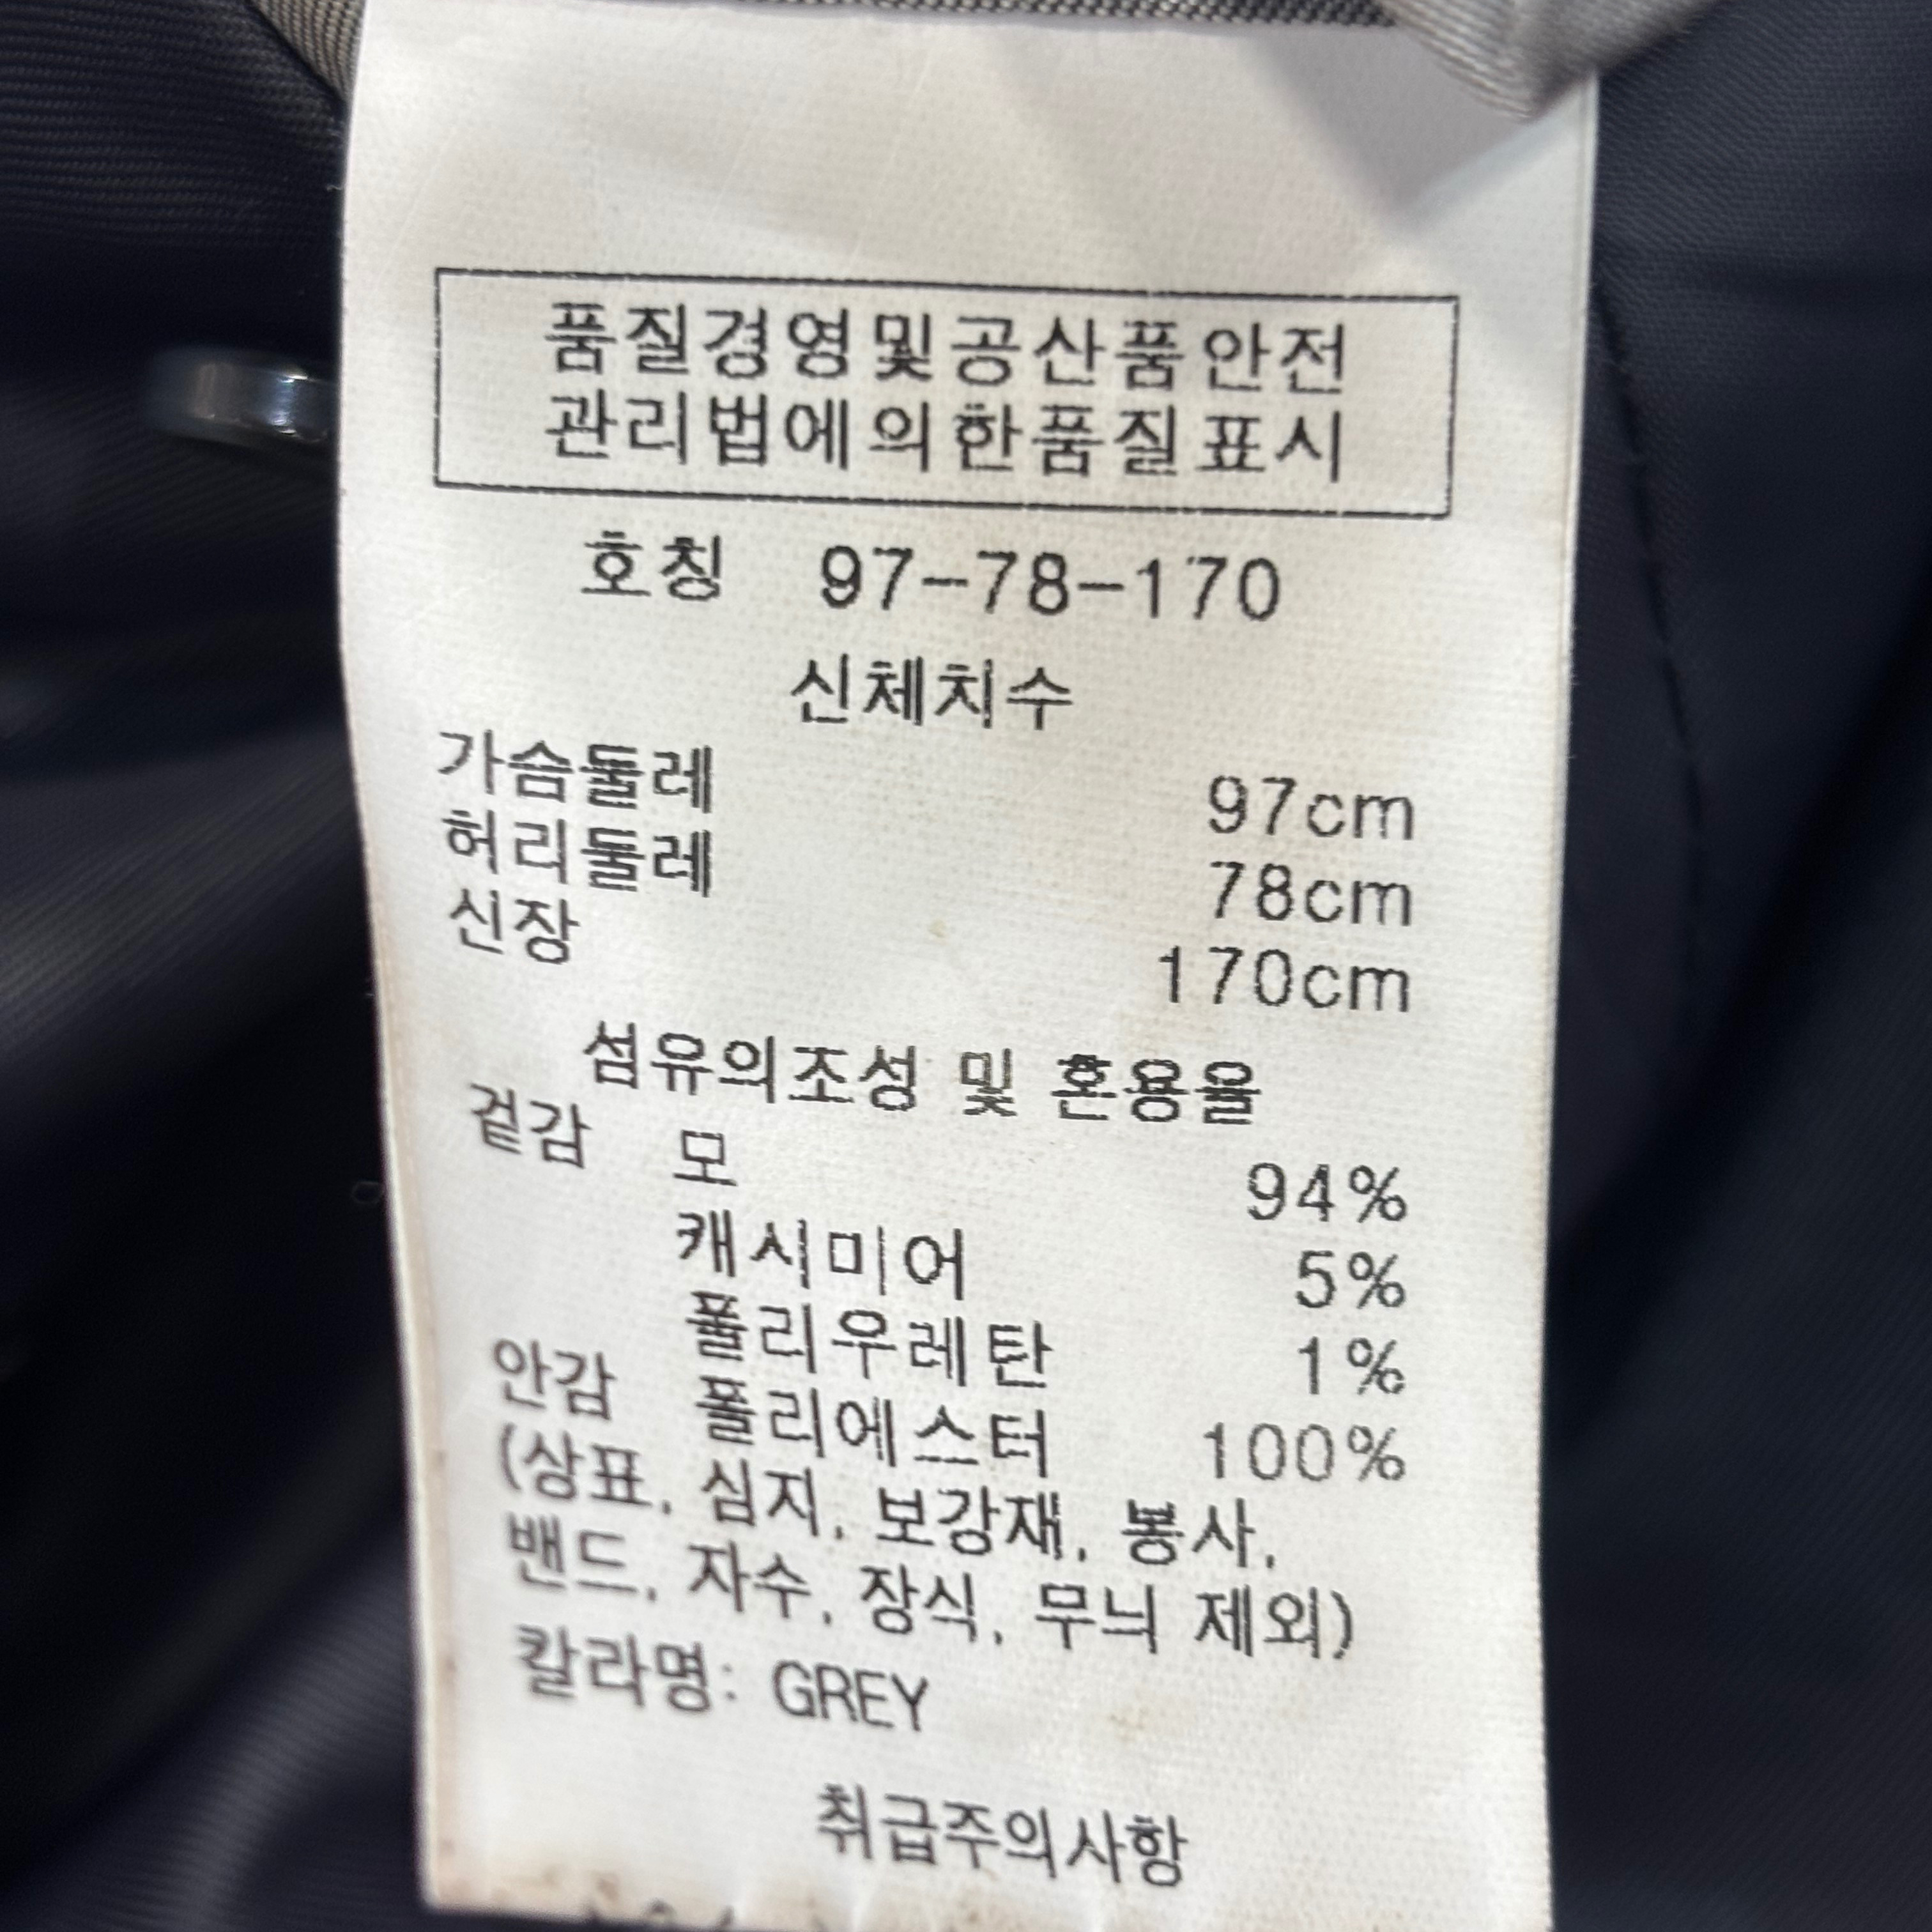 품질경영및공산품안전
관리법에의한품질표시
호칭 97-78-170
신체치수
가슴둘레 97cm
허리둘레 78cm
신장 170cm
섬유의조성 및 혼용율
겉감 모 94%
캐시미어 5%
폴리우레탄 1%
안감 폴리에스터 100%
(상표, 심지, 보강재, 봉사,
밴드, 자수, 장식, 무늬 제외)
칼라명: GREY
취급주의사항